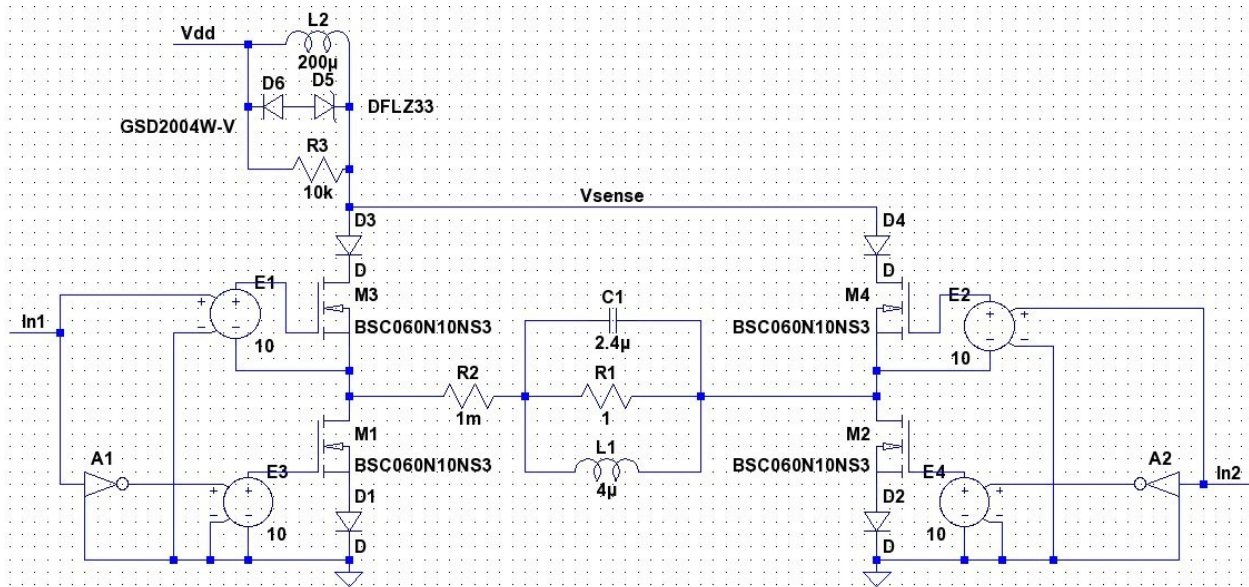 L2
Vdd
200µ
D6
D5
DFLZ33
GSD2004W-V
R3
10k
Vsense
D3
D4
D
D
E1
M3
M4
E2
In1
C1
BSC060N10NS3
BSC060N10NS3
10
2.4µ
10
R2
R1
1m
1
M1
M2
L1
A1
E3
BSC060N10NS3
BSC060N10NS3
E4
A2
4µ
In2
D1
D2
10
10
D
D